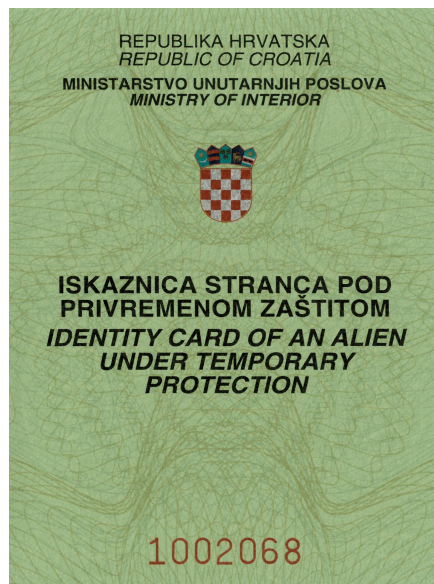 REPUBLIKA HRVATSKA
REPUBLIC OF CROATIA
MINISTARSTVO UNUTARNJIH POSLOVA
MINISTRY OF INTERIOR
ISKAZNICA STRANCA POD
PRIVREMENOM ZAŠTITOM
IDENTITY CARD OF AN ALIEN
UNDER TEMPORARY
PROTECTION
1002068